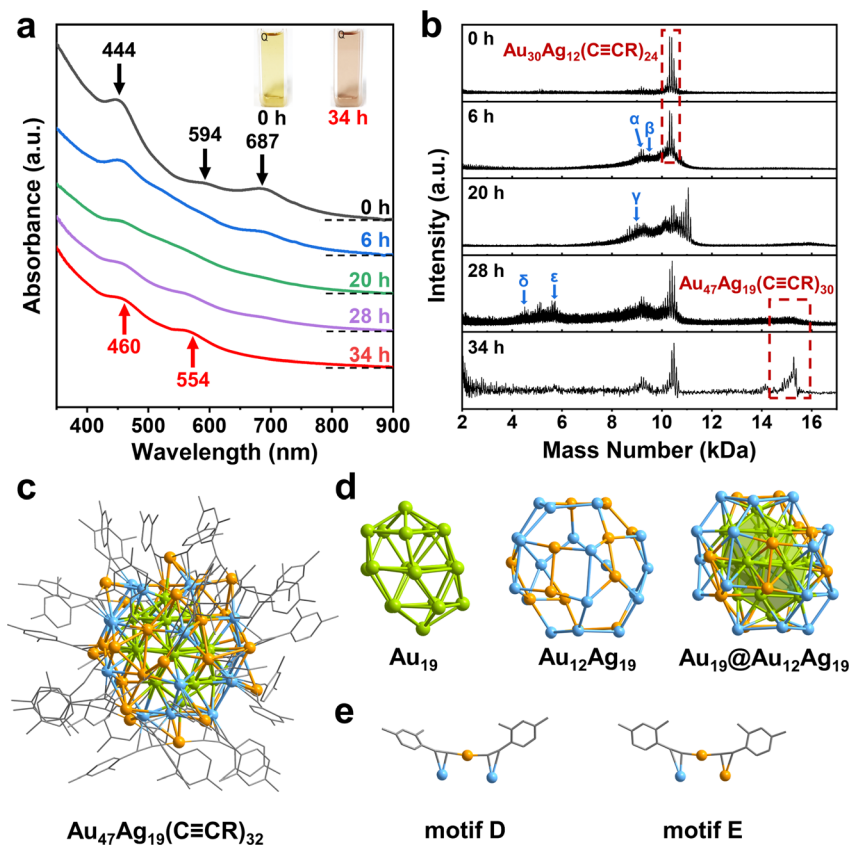 a
444
594
687
0 h
34 h
0 h
6 h
20 h
28 h
34 h
460
554
400
500
600
700
800
900
Wavelength (nm)
Absorbance (a.u.)
b
0 h
Au30Ag12(C≡CR)24
6 h
α
β
20 h
γ
28 h
δ
ε
Au47Ag19(C≡CR)30
34 h
2
4
6
8
10
12
14
16
Mass Number (kDa)
Intensity (a.u.)
c
Au47Ag19(C≡CR)32
d
Au19
Au12Ag19
Au19@Au12Ag19
e
motif D
motif E